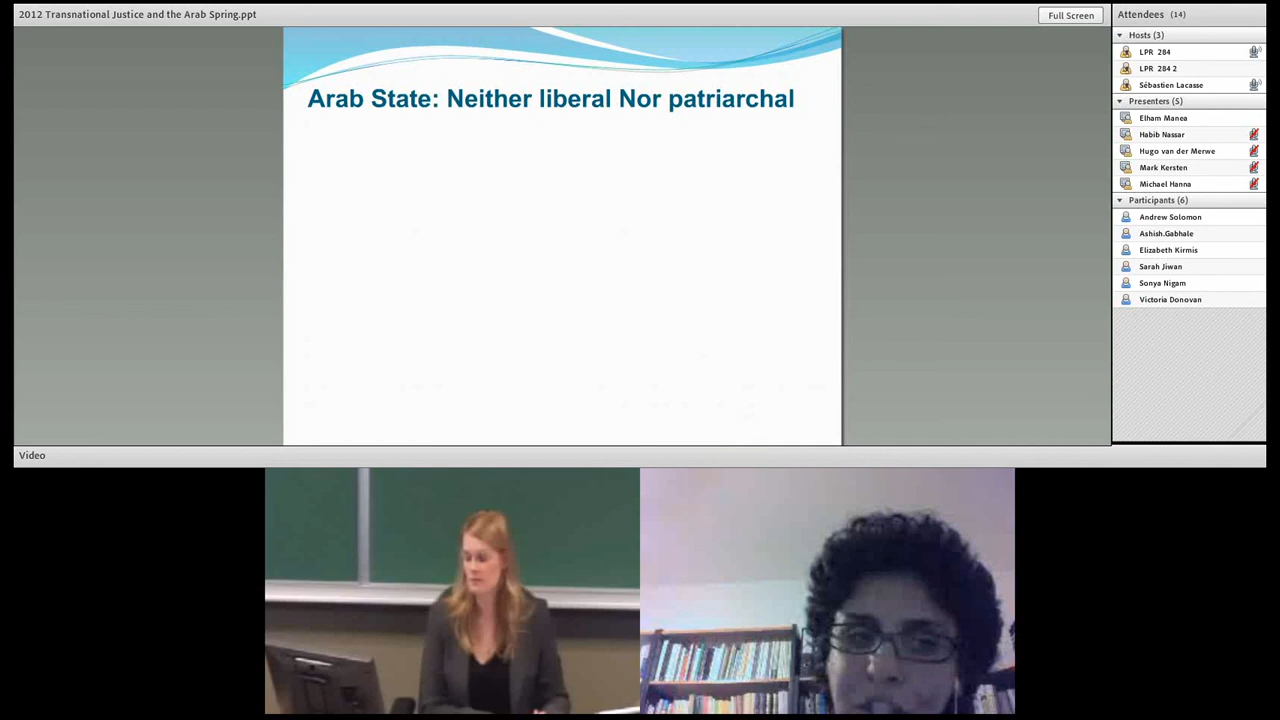 2012 Transnational Justice and the Arab Spring.ppt
Full Screen
Arab State: Neither liberal Nor patriarchal
Attendees (14)
Hosts (3)
LPR 284
LPR 284 2
Sébastien Lacasse
Presenters (5)
Elham Manea
Habib Nassar
Hugo van der Merwe
Mark Kersten
Michael Hanna
Participants (6)
Andrew Solomon
Ashish.Gabhale
Elizabeth Kirmis
Sarah Jiwan
Sonya Nigam
Victoria Donovan
Video